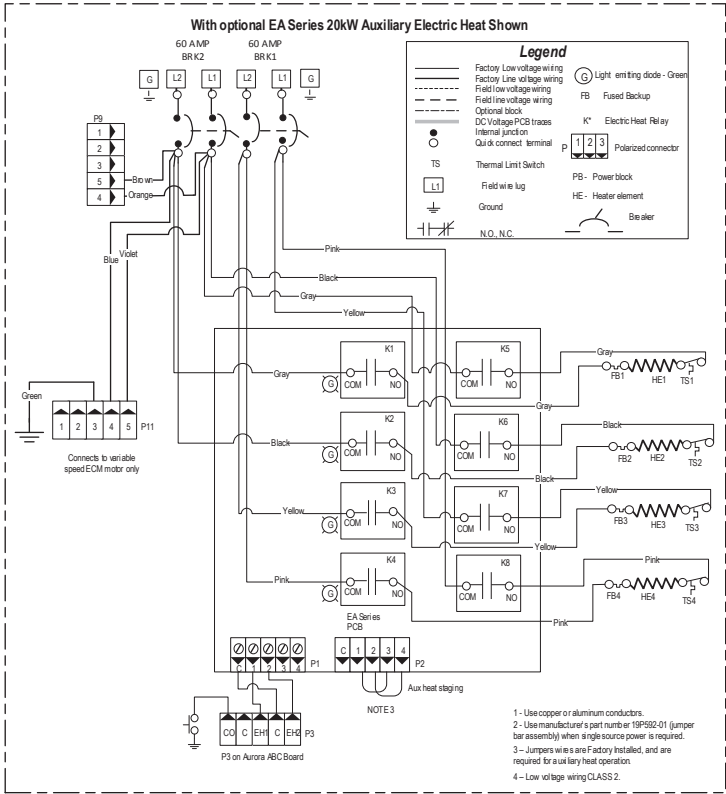 With optional EA Series 20kW Auxiliary Electric Heat Shown
60 AMP
BRK2
60 AMP
BRK1
G
L2
L1
L2
L1
G
Legend
Factory Low voltage wiring
Factory Line voltage wiring
Field low voltage wiring
Field line voltage wiring
Optional block
DC Voltage PCB traces
Internal junction
Quick connect terminal
TS Thermal Limit Switch
L1 Field wire lug
Ground
N.O., N.C.
G Light emitting diode - Green
FB Fused Backup
K* Electric Heat Relay
P 1 2 3 Polarized connector
PB - Power block
HE - Heater element
Breaker
P9
1
2
3
5
4
Brown
Orange
Blue
Violet
Pink
Black
Gray
Yellow
Green
1 2 3 4 5 P11
Connects to variable
speed ECM motor only
Gray
G
K1
COM NO
K5
COM NO
Gray
Gray
FB1 HE1 TS1
Black
G
K2
COM NO
K6
COM NO
Black
Black
FB2 HE2 TS2
Yellow
G
K3
COM NO
K7
COM NO
Yellow
Yellow
FB3 HE3 TS3
Pink
G
K4
COM NO
K8
COM NO
Pink
Pink
FB4 HE4 TS4
EA Series
PCB
C 1 2 3 4 P1
C 1 2 3 4 P2
Aux heat staging
NOTE 3
CO C EH1 C EH2 P3
P3 on Aurora ABC Board
1 - Use copper or aluminum conductors.
2 - Use manufacturer's part number 19P592-01 (jumper
bar assembly) when single source power is required.
3 – Jumpers wires are Factory Installed, and are
required for auxiliary heat operation.
4 – Low voltage wiring CLASS 2.